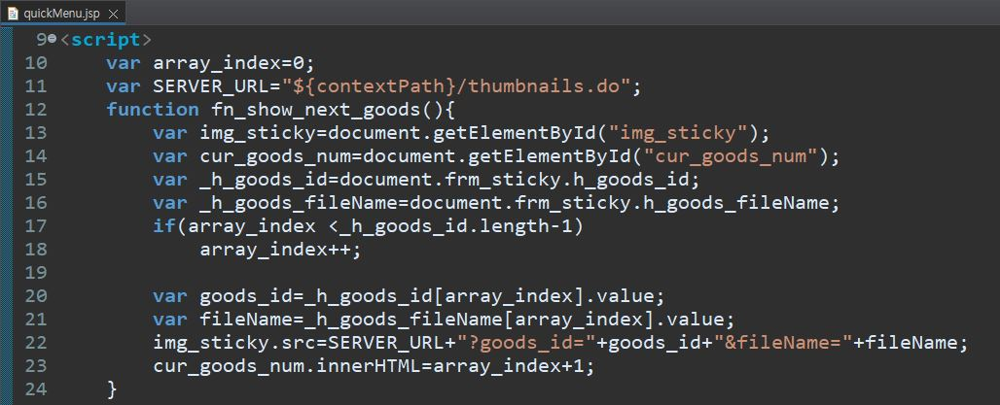 quickMenu.jsp
9 <script>
10     var array_index=0;
11     var SERVER_URL="${contextPath}/thumbnails.do";
12     function fn_show_next_goods(){
13         var img_sticky=document.getElementById("img_sticky");
14         var cur_goods_num=document.getElementById("cur_goods_num");
15         var _h_goods_id=document.frm_sticky.h_goods_id;
16         var _h_goods_fileName=document.frm_sticky.h_goods_fileName;
17         if(array_index <_h_goods_id.length-1)
18             array_index++;
19
20         var goods_id=_h_goods_id[array_index].value;
21         var fileName=_h_goods_fileName[array_index].value;
22         img_sticky.src=SERVER_URL+"?goods_id="+goods_id+"&fileName="+fileName;
23         cur_goods_num.innerHTML=array_index+1;
24     }